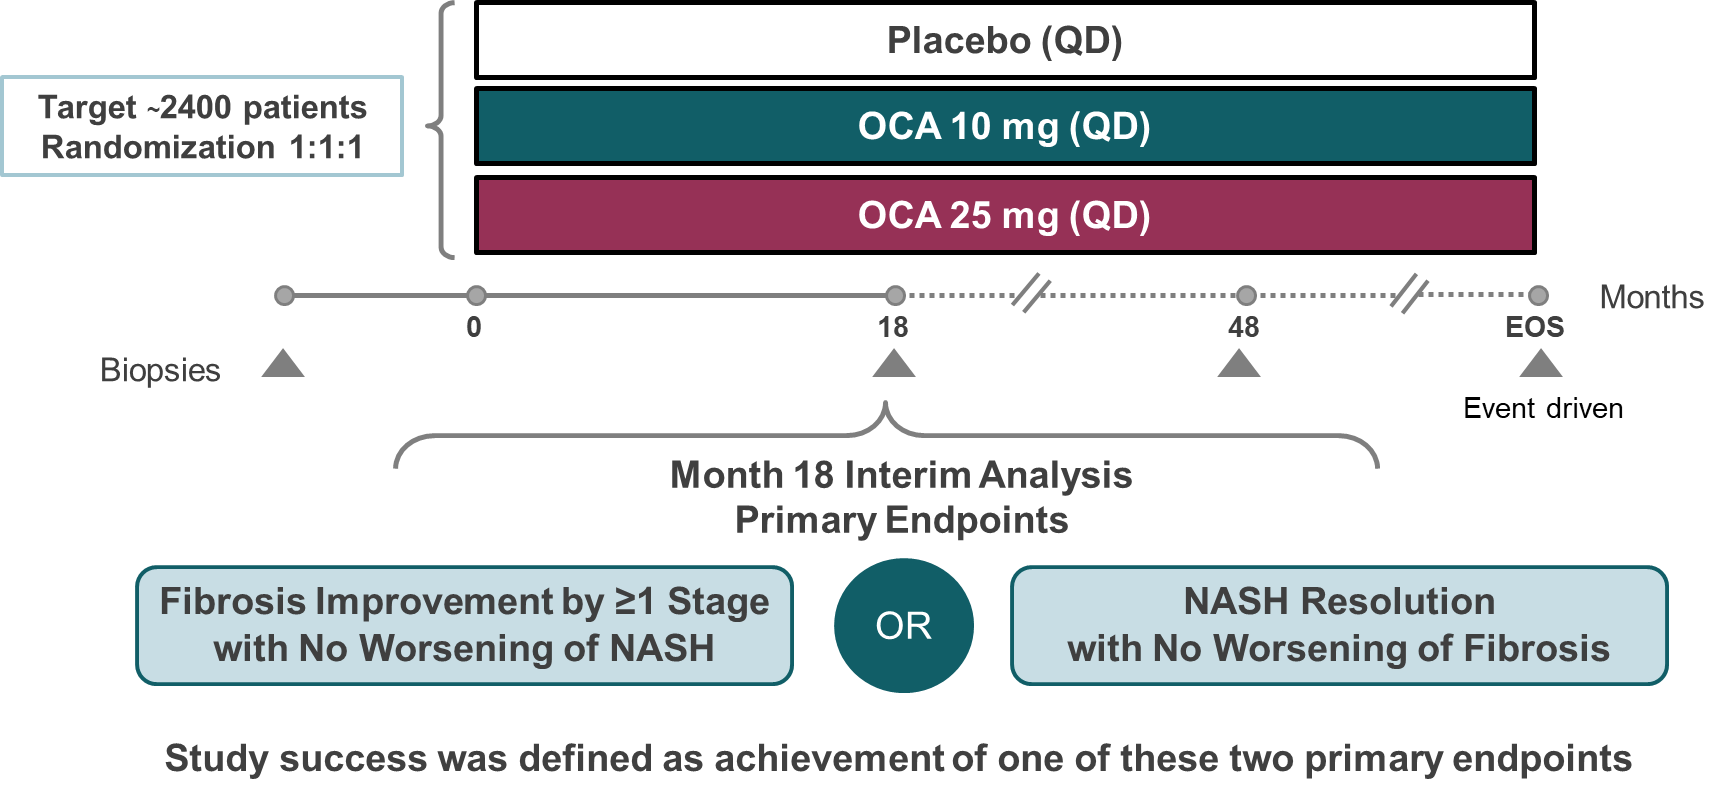 Placebo (QD)
Target ~2400 patients
Randomization 1:1:1
OCA 10 mg (QD)
OCA 25 mg (QD)
Months
0
18
48
EOS
Biopsies
Event driven
Month 18 Interim Analysis
Primary Endpoints
Fibrosis Improvement by ≥1 Stage
with No Worsening of NASH
OR
NASH Resolution
with No Worsening of Fibrosis
Study success was defined as achievement of one of these two primary endpoints